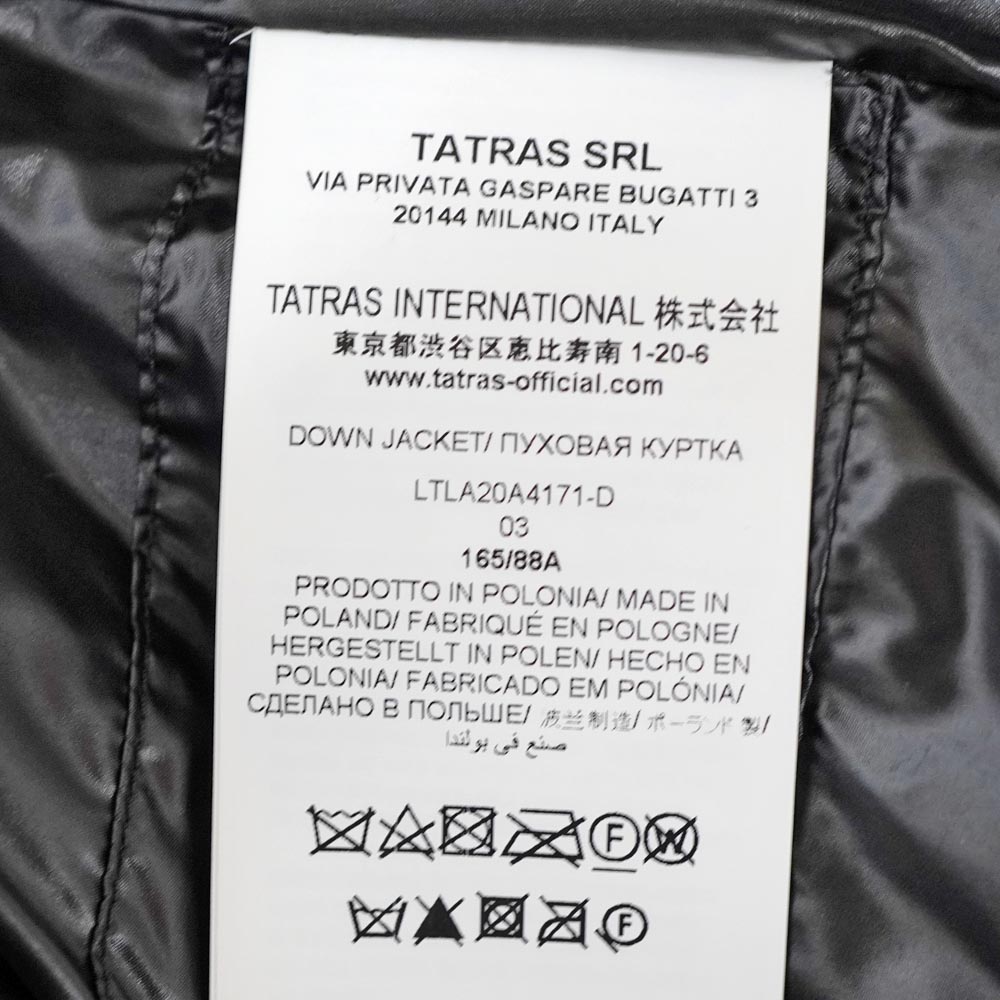 TATRAS SRL
VIA PRIVATA GASPARE BUGATTI 3
20144 MILANO ITALY
TATRAS INTERNATIONAL 株式会社
東京都渋谷区恵比寿南 1-20-6
www.tatras-official.com
DOWN JACKET/ ПУХОВАЯ КУРТКА
LTLA20A4171-D
03
165/88A
PRODOTTO IN POLONIA/ MADE IN
POLAND/ FABRIQUÉ EN POLOGNE/
HERGESTELLT IN POLEN/ HECHO EN
POLONIA/ FABRICADO EM POLÓNIA/
СДЕЛАНО В ПОЛЬШЕ/ 波兰制造/ ポーランド製/
صنع في بولندا
F W
F